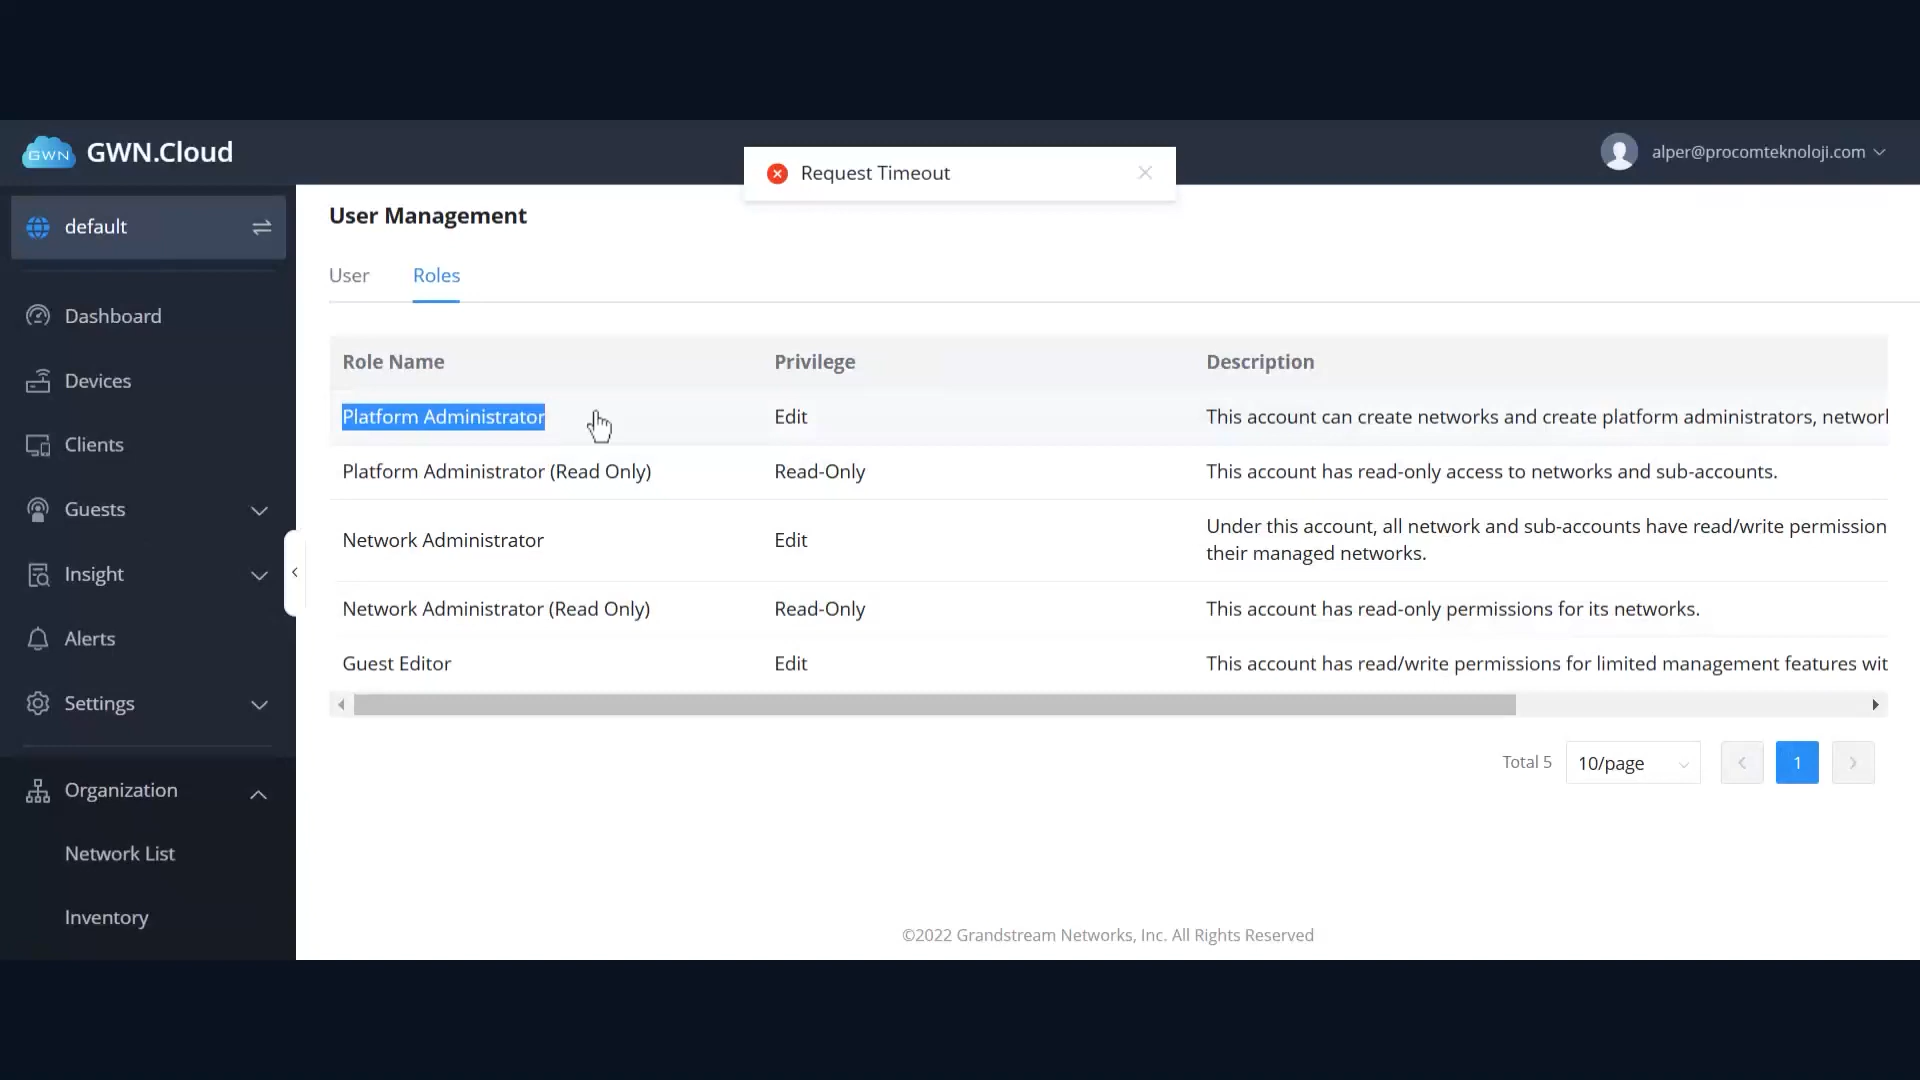 GWN GWN.Cloud
Request Timeout
alper@procomteknoloji.com
default
Dashboard
Devices
Clients
Guests
Insight
Alerts
Settings
Organization
Network List
Inventory
User Management
User Roles
Role Name Privilege Description
Platform Administrator Edit This account can create networks and create platform administrators, networ
Platform Administrator (Read Only) Read-Only This account has read-only access to networks and sub-accounts.
Network Administrator Edit Under this account, all network and sub-accounts have read/write permission
their managed networks.
Network Administrator (Read Only) Read-Only This account has read-only permissions for its networks.
Guest Editor Edit This account has read/write permissions for limited management features wit
Total 5 10/page 1
©2022 Grandstream Networks, Inc. All Rights Reserved